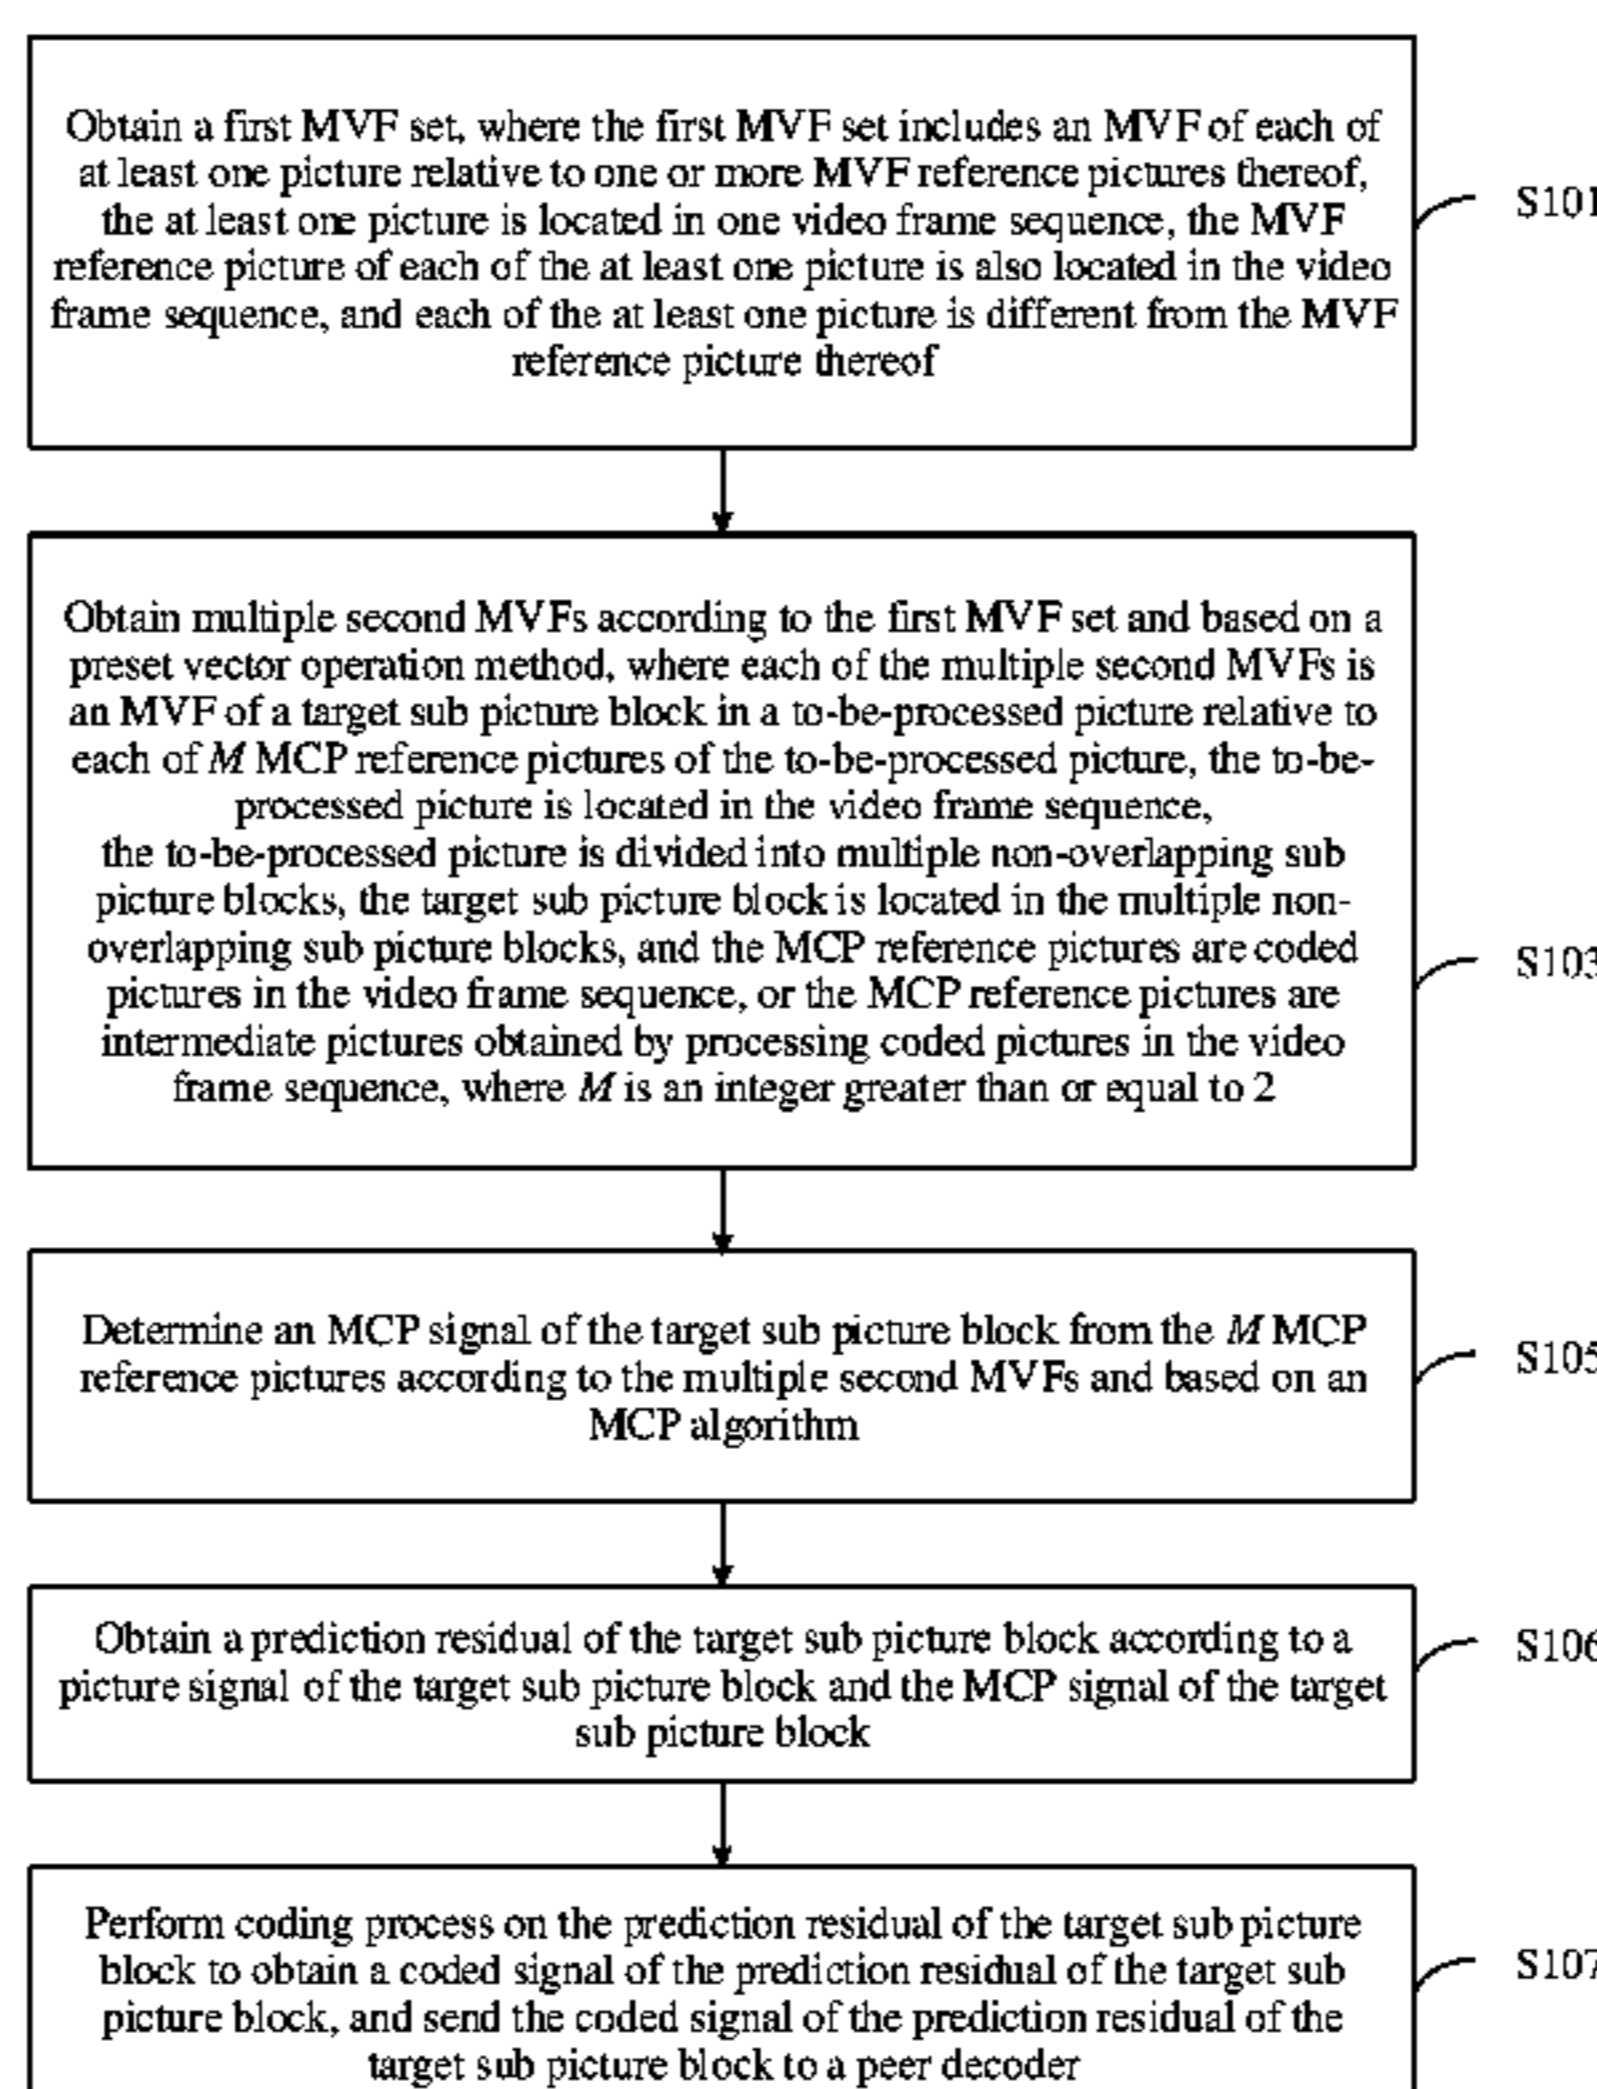 Obtain a first MVF set, where the first MVF set includes an MVF of each of
at least one picture relative to one or more MVF reference pictures thereof,
the at least one picture is located in one video frame sequence, the MVF
reference picture of each of the at least one picture is also located in the video
frame sequence, and each of the at least one picture is different from the MVF
reference picture thereof
S101
Obtain multiple second MVFs according to the first MVF set and based on a
preset vector operation method, where each of the multiple second MVFs is
an MVF of a target sub picture block in a to-be-processed picture relative to
each of M MCP reference pictures of the to-be-processed picture, the to-be-
processed picture is located in the video frame sequence,
the to-be-processed picture is divided into multiple non-overlapping sub
picture blocks, the target sub picture block is located in the multiple non-
overlapping sub picture blocks, and the MCP reference pictures are coded
pictures in the video frame sequence, or the MCP reference pictures are
intermediate pictures obtained by processing coded pictures in the video
frame sequence, where M is an integer greater than or equal to 2
S103
Determine an MCP signal of the target sub picture block from the M MCP
reference pictures according to the multiple second MVFs and based on an
MCP algorithm
S105
Obtain a prediction residual of the target sub picture block according to a
picture signal of the target sub picture block and the MCP signal of the target
sub picture block
S106
Perform coding process on the prediction residual of the target sub picture
block to obtain a coded signal of the prediction residual of the target sub
picture block, and send the coded signal of the prediction residual of the
target sub picture block to a peer decoder
S107